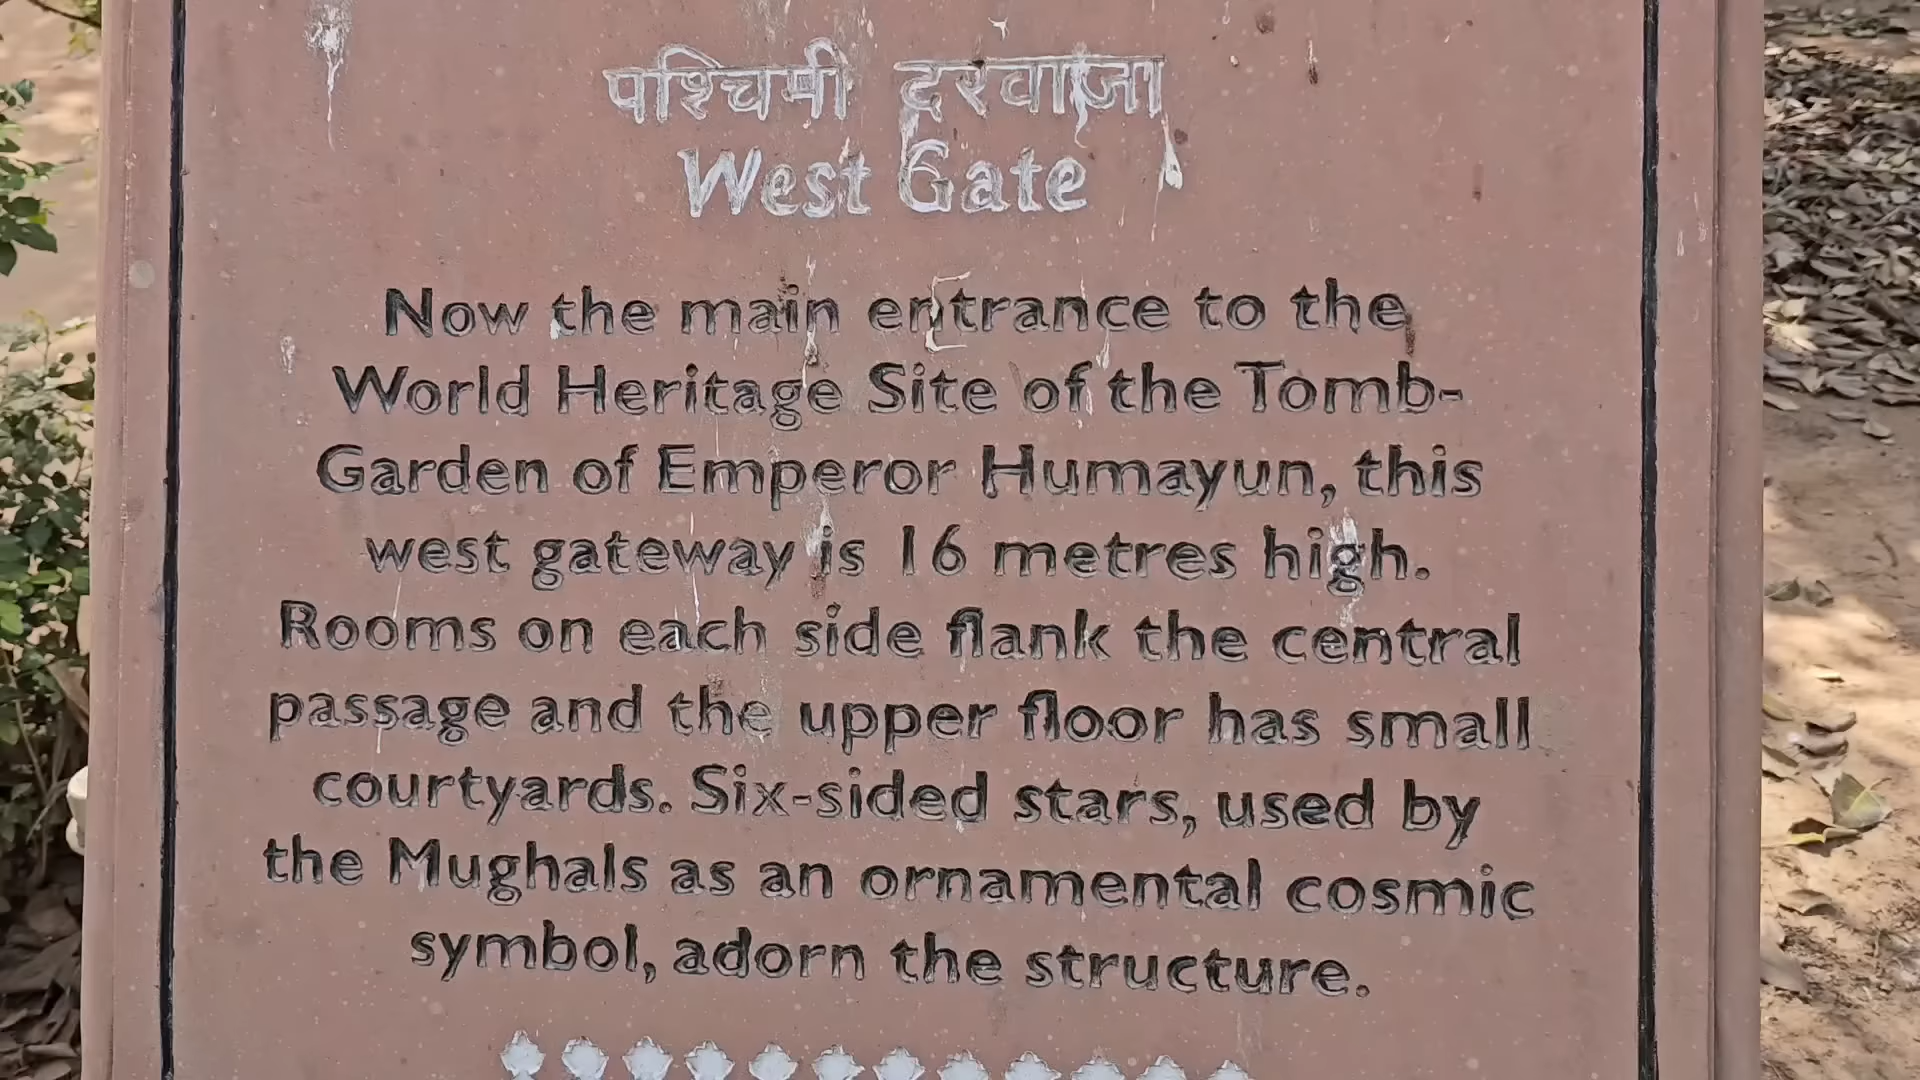 पश्चिमी दरवाजा
West Gate
Now the main entrance to the
World Heritage Site of the Tomb-
Garden of Emperor Humayun, this
west gateway is 16 metres high.
Rooms on each side flank the central
passage and the upper floor has small
courtyards. Six-sided stars, used by
the Mughals as an ornamental cosmic
symbol, adorn the structure.